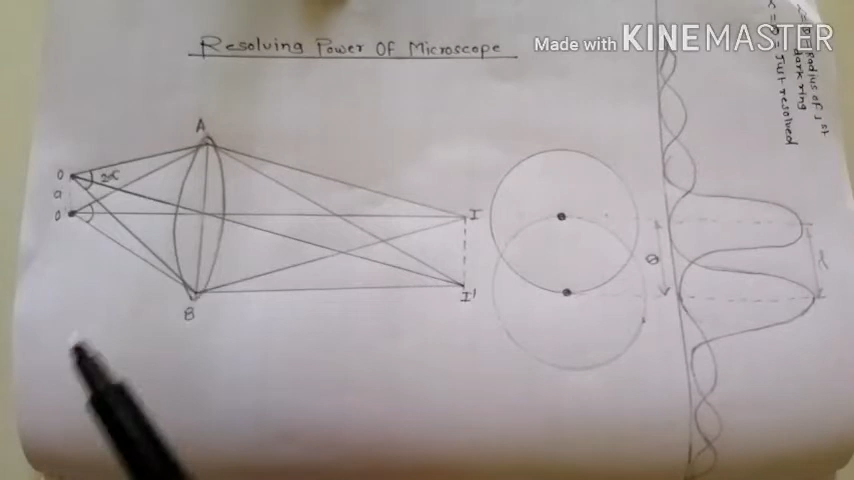 Resolving Power Of Microscope
Made with KINEMASTER
radius of 1st
dark ring
Just resolved
A
O
2α
a
O
I
I'
B
θ